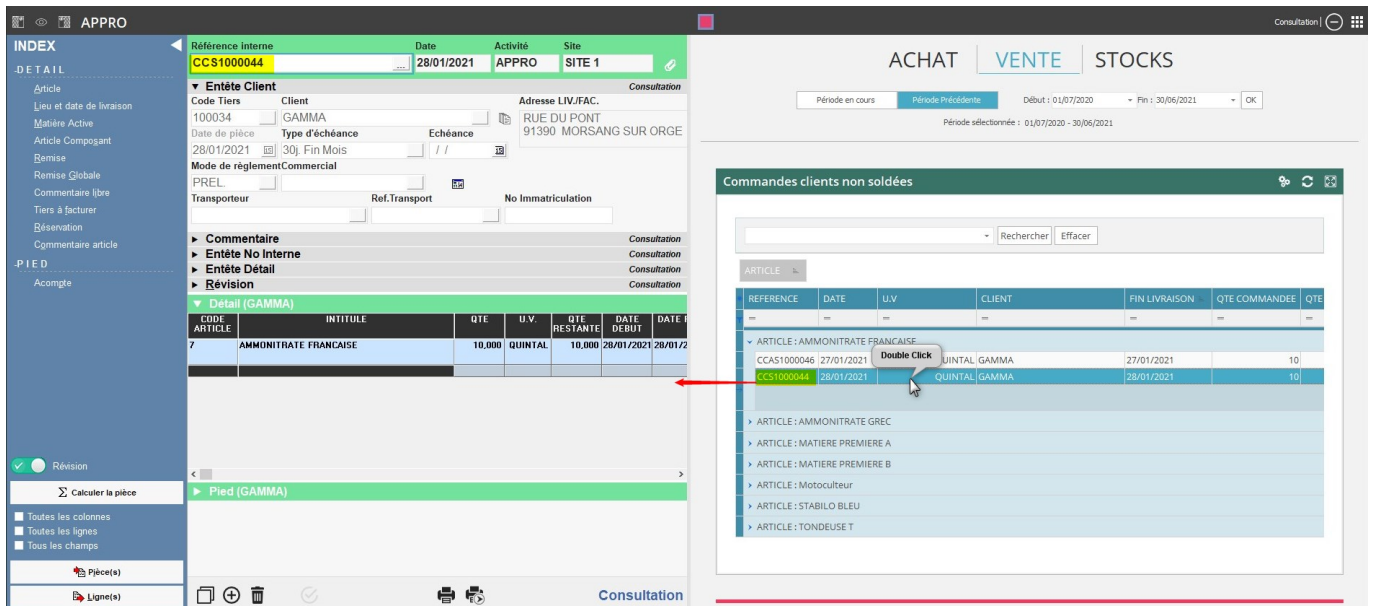 APPRO
Consultation |
INDEX
-DETAIL
Article
Lieu et date de livraison
Matière Active
Article Composant
Remise
Remise Globale
Commentaire libre
Tiers à facturer
Réservation
Commentaire article
-PIED
Acompte
Révision
Σ Calculer la pièce
Toutes les colonnes
Toutes les lignes
Tous les champs
Pièce(s)
Ligne(s)
Référence interne Date Activité Site
CCS1000044 ... 28/01/2021 APPRO SITE 1
▼ Entête Client Consultation
Code Tiers Client Adresse LIV./FAC.
100034 GAMMA RUE DU PONT
91390 MORSANG SUR ORGE
Date de pièce Type d'échéance Echéance
28/01/2021 30j. Fin Mois / /
Mode de règlement Commercial
PREL.
Transporteur Ref.Transport No Immatriculation
► Commentaire Consultation
► Entête No Interne Consultation
► Entête Détail Consultation
► Révision Consultation
▼ Détail (GAMMA)
CODE ARTICLE INTITULE QTE U.V. QTE RESTANTE DATE DEBUT DATE F
7 AMMONITRATE FRANCAISE 10,000 QUINTAL 10,000 28/01/2021 28/01/2
► Pied (GAMMA)
Consultation
ACHAT VENTE STOCKS
Période en cours Période Précédente Début : 01/07/2020 Fin : 30/06/2021 OK
Période sélectionnée : 01/07/2020 - 30/06/2021
Commandes clients non soldées
Rechercher Effacer
ARTICLE
REFERENCE DATE U.V CLIENT FIN LIVRAISON QTE COMMANDEE QTE
= = = = = = =
ARTICLE : AMMONITRATE FRANCAISE
CCAS1000046 27/01/2021 QUINTAL GAMMA 27/01/2021 10
Double Click
CCS1000044 28/01/2021 QUINTAL GAMMA 28/01/2021 10
› ARTICLE : AMMONITRATE GREC
› ARTICLE : MATIERE PREMIERE A
› ARTICLE : MATIERE PREMIERE B
› ARTICLE : Motoculteur
› ARTICLE : STABILO BLEU
› ARTICLE : TONDEUSE T